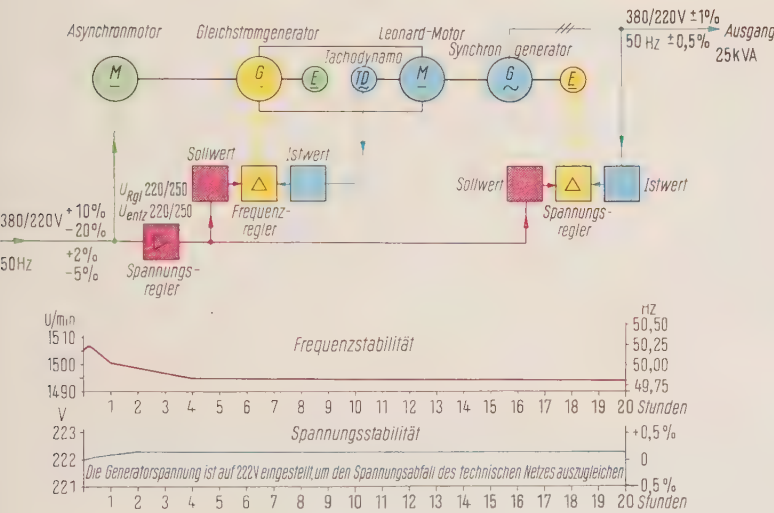 380/220V ±1%
50 Hz ±0,5%
Ausgang
25kVA
Asynchronmotor
Gleichstromgenerator
Leonard-Motor
Tachodynamo
Synchron generator
M
G
E
TD
M
G
~
E
Sollwert
Istwert
URgl 220/250
Uentz 220/250
△
Frequenz-
regler
Sollwert
△
Istwert
Spannungs-
regler
380/220V +10% -20%
50Hz +2% -5%
Spannungs-
regler
U/min
1510
1500
1490
Frequenzstabilität
Hz
50,50
50,25
50,00
49,75
1 2 3 4 5 6 7 8 9 10 11 12 13 14 15 16 17 18 19 20 Stunden
V
223
222
221
Spannungsstabilität
+0,5%
0
-0,5%
Die Generatorspannung ist auf 222V eingestellt, um den Spannungsabfall des technischen Netzes auszugleichen
1 2 3 4 5 6 7 8 9 10 11 12 13 14 15 16 17 18 19 20 Stunden